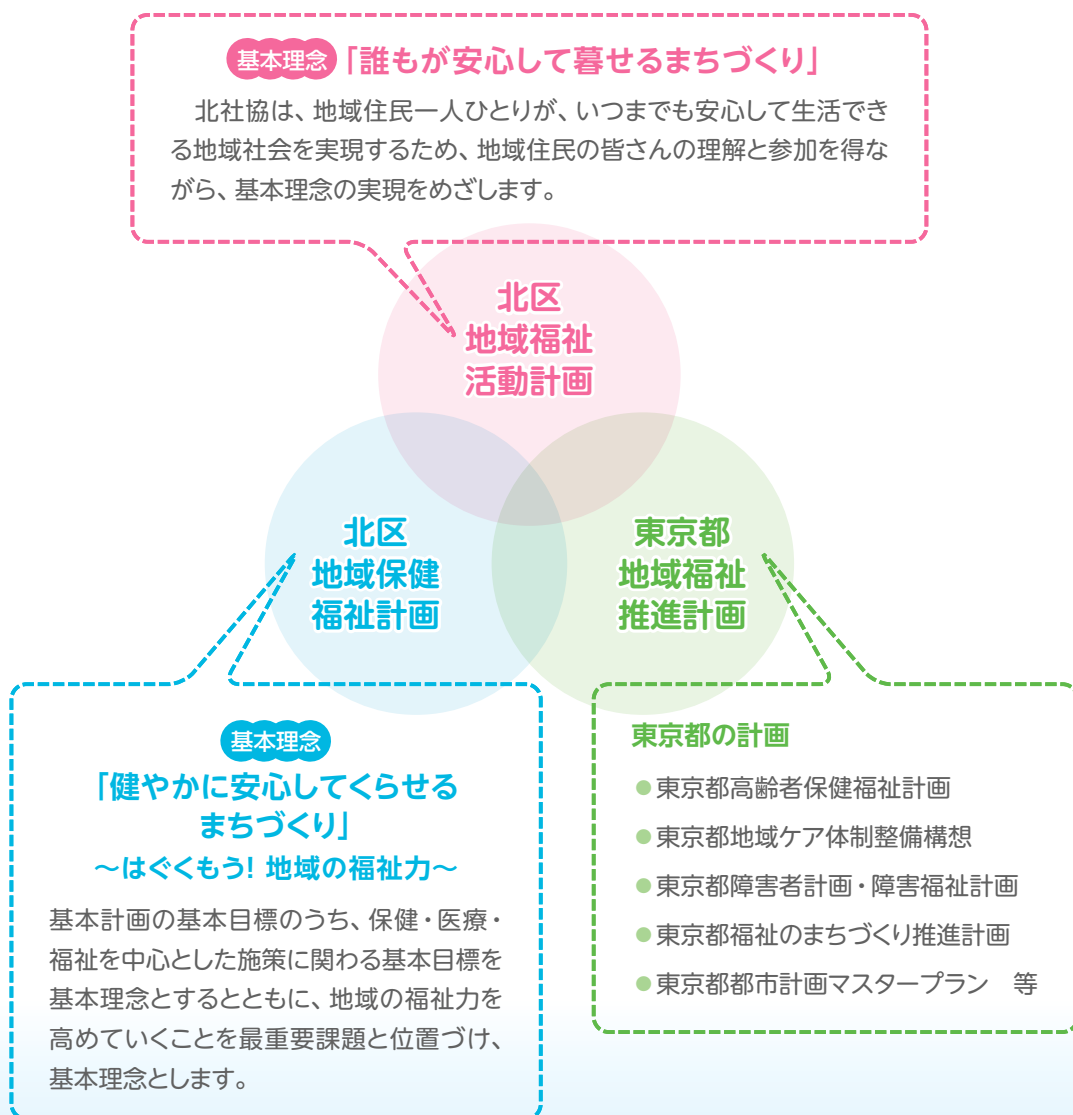 基本理念「誰もが安心して暮せるまちづくり」
北社協は、地域住民一人ひとりが、いつまでも安心して生活でき
る地域社会を実現するため、地域住民の皆さんの理解と参加を得な
がら、基本理念の実現をめざします。
北区
地域福祉
活動計画
北区
地域保健
福祉計画
東京都
地域福祉
推進計画
基本理念
「健やかに安心してくらせる
まちづくり」
～はぐくもう! 地域の福祉力～
基本計画の基本目標のうち、保健・医療・
福祉を中心とした施策に関わる基本目標を
基本理念とするとともに、地域の福祉力を
高めていくことを最重要課題と位置づけ、
基本理念とします。
東京都の計画
●東京都高齢者保健福祉計画
●東京都地域ケア体制整備構想
●東京都障害者計画・障害福祉計画
●東京都福祉のまちづくり推進計画
●東京都都市計画マスタープラン　等